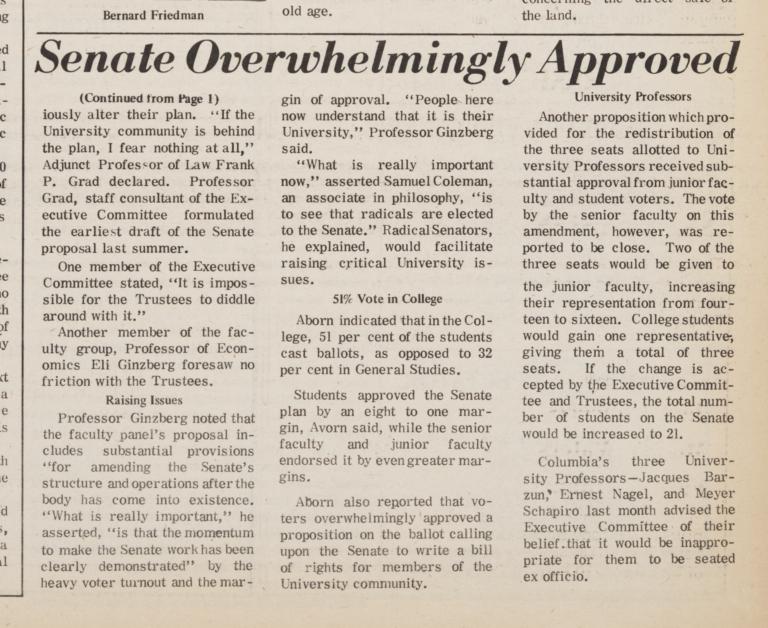 Bernard Friedman
old age.
the land.
Senate Overwhelmingly Approved
(Continued from Page 1)
iously alter their plan. "If the
University community is behind
the plan, I fear nothing at all,"
Adjunct Professor of Law Frank
P. Grad declared. Professor
Grad, staff consultant of the Ex-
ecutive Committee formulated
the earliest draft of the Senate
proposal last summer.
One member of the Executive
Committee stated, "It is impos-
sible for the Trustees to diddle
around with it."
Another member of the fac-
ulty group, Professor of Econ-
omics Eli Ginzberg foresaw no
friction with the Trustees.
Raising Issues
Professor Ginzberg noted that
the faculty panel's proposal in-
cludes substantial provisions
"for amending the Senate's
structure and operations after the
body has come into existence.
"What is really important," he
asserted, "is that the momentum
to make the Senate work has been
clearly demonstrated" by the
heavy voter turnout and the mar-
gin of approval. "People here
now understand that it is their
University," Professor Ginzberg
said.
"What is really important
now," asserted Samuel Coleman,
an associate in philosophy, "is
to see that radicals are elected
to the Senate." Radical Senators,
he explained, would facilitate
raising critical University is-
sues.
51% Vote in College
Aborn indicated that in the Col-
lege, 51 per cent of the students
cast ballots, as opposed to 32
per cent in General Studies.
Students approved the Senate
plan by an eight to one mar-
gin, Avorn said, while the senior
faculty and junior faculty
endorsed it by even greater mar-
gins.
Aborn also reported that vo-
ters overwhelmingly approved a
proposition on the ballot calling
upon the Senate to write a bill
of rights for members of the
University community.
University Professors
Another proposition which pro-
vided for the redistribution of
the three seats allotted to Uni-
versity Professors received sub-
stantial approval from junior fac-
ulty and student voters. The vote
by the senior faculty on this
amendment, however, was re-
ported to be close. Two of the
three seats would be given to
the junior faculty, increasing
their representation from four-
teen to sixteen. College students
would gain one representative,
giving them a total of three
seats. If the change is ac-
cepted by the Executive Commit-
tee and Trustees, the total num-
ber of students on the Senate
would be increased to 21.
Columbia's three Univer-
sity Professors—Jacques Bar-
zun, Ernest Nagel, and Meyer
Schapiro last month advised the
Executive Committee of their
belief that it would be inappro-
priate for them to be seated
ex officio.